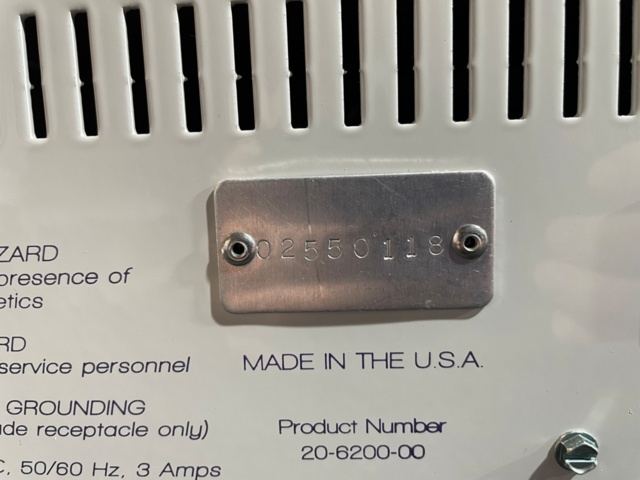 02550118
ZARD
presence of
etics
RD
service personnel
MADE IN THE U.S.A.
GROUNDING
ade receptacle only)
Product Number
20-6200-00
C, 50/60 Hz, 3 Amps